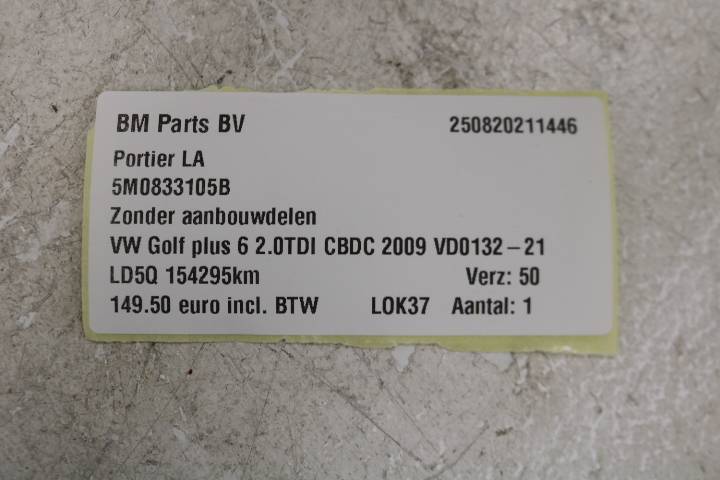 BM Parts BV 250820211446
Portier LA
5M0833105B
Zonder aanbouwdelen
VW Golf plus 6 2.0TDI CBDC 2009 VD0132-21
LD5Q 154295km Verz: 50
149.50 euro incl. BTW LOK37 Aantal: 1